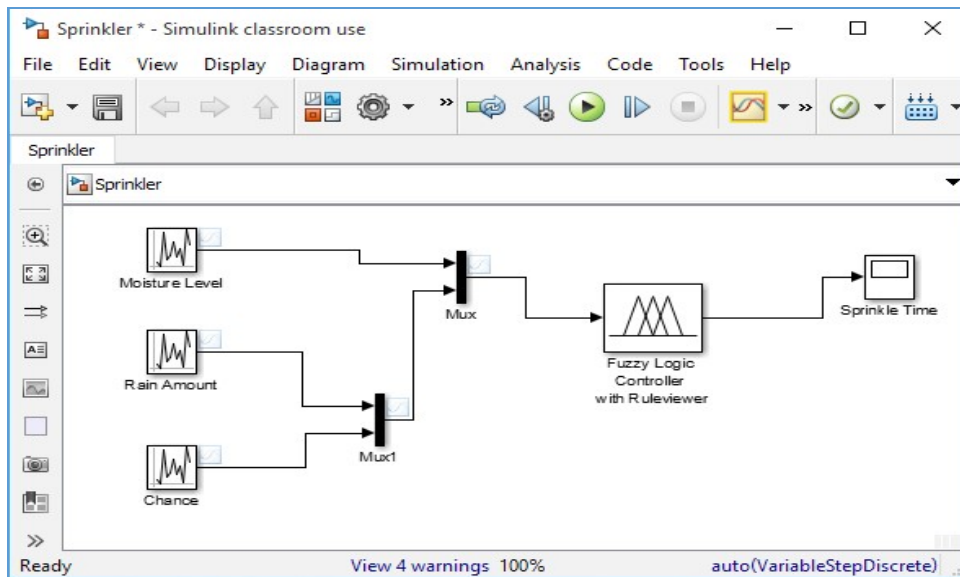 Sprinkler * - Simulink classroom use
File Edit View Display Diagram Simulation Analysis Code Tools Help
Sprinkler
Sprinkler
Moisture Level
Mux
Sprinkle Time
Rain Amount
Fuzzy Logic
Controller
with Ruleviewer
Mux1
Chance
Ready View 4 warnings 100% auto(VariableStepDiscrete)